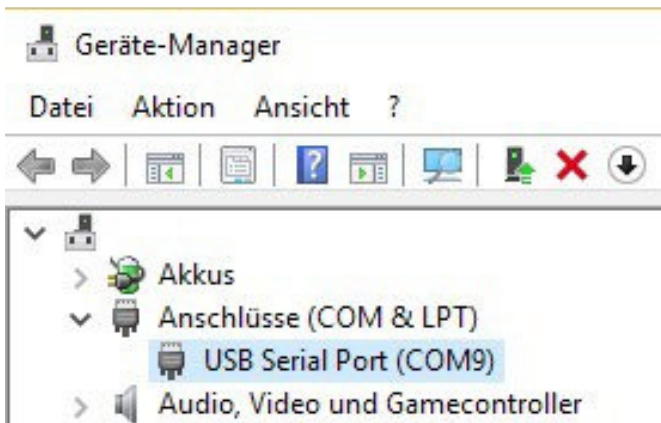 Geräte-Manager
Datei Aktion Ansicht ?
Akkus
Anschlüsse (COM & LPT)
USB Serial Port (COM9)
Audio, Video und Gamecontroller